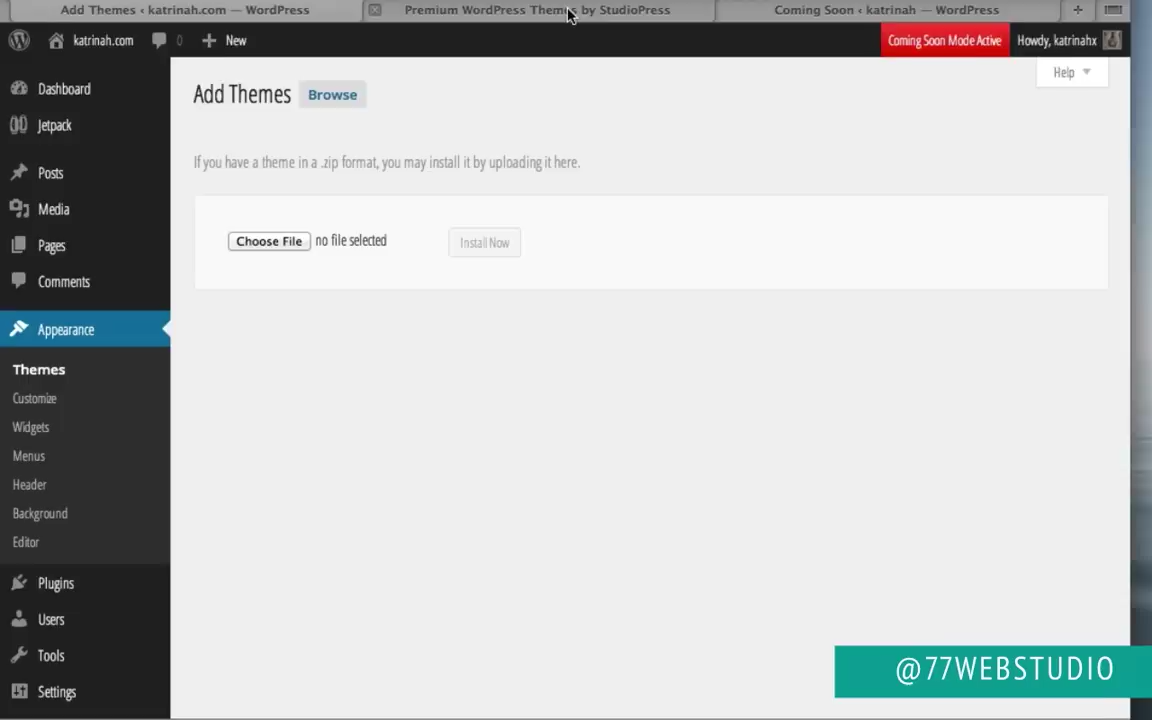 Add Themes ‹ katrinah.com — WordPress
Premium WordPress Themes by StudioPress
Coming Soon ‹ katrinah — WordPress
katrinah.com
0
New
Coming Soon Mode Active
Howdy, katrinahx
Help
Dashboard
Jetpack
Posts
Media
Pages
Comments
Appearance
Themes
Customize
Widgets
Menus
Header
Background
Editor
Plugins
Users
Tools
Settings
Add Themes
Browse
If you have a theme in a .zip format, you may install it by uploading it here.
Choose File no file selected
Install Now
@77WEBSTUDIO